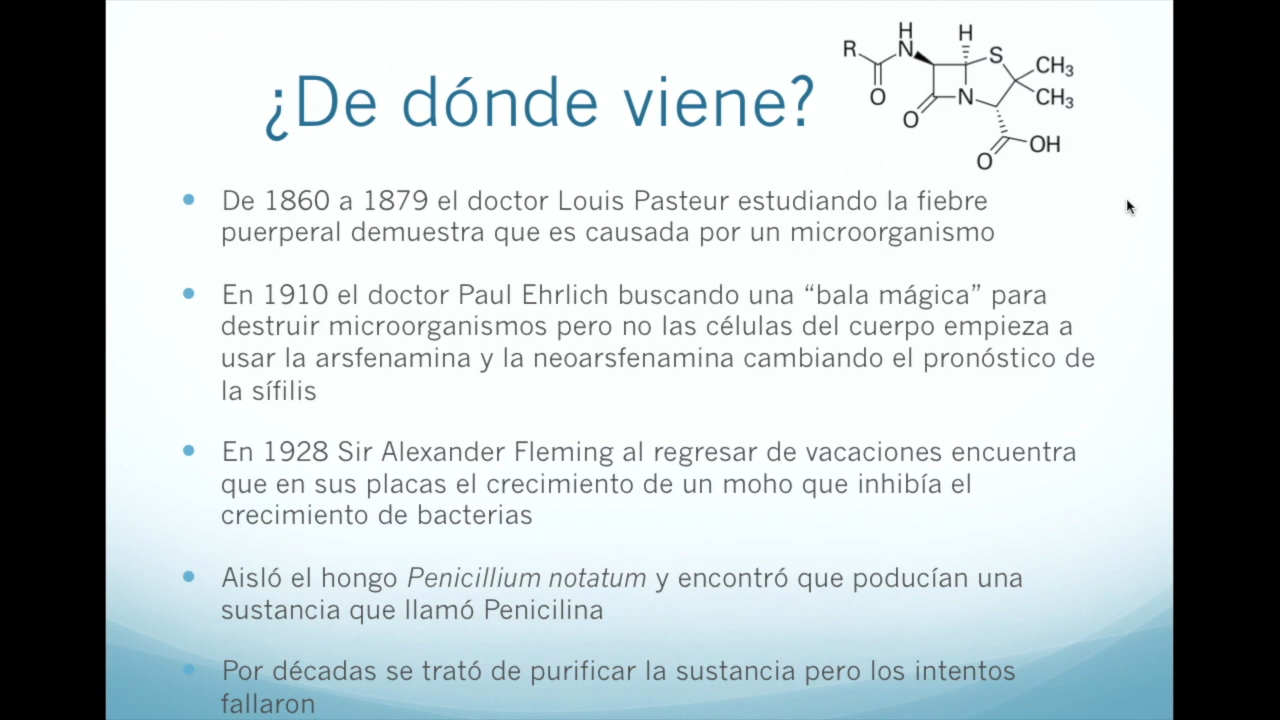 ¿De dónde viene?
R
H
N
O
H
S
CH3
CH3
N
O
OH
O
De 1860 a 1879 el doctor Louis Pasteur estudiando la fiebre
puerperal demuestra que es causada por un microorganismo
En 1910 el doctor Paul Ehrlich buscando una “bala mágica” para
destruir microorganismos pero no las células del cuerpo empieza a
usar la arsfenamina y la neoarsfenamina cambiando el pronóstico de
la sífilis
En 1928 Sir Alexander Fleming al regresar de vacaciones encuentra
que en sus placas el crecimiento de un moho que inhibía el
crecimiento de bacterias
Aisló el hongo Penicillium notatum y encontró que poducían una
sustancia que llamó Penicilina
Por décadas se trató de purificar la sustancia pero los intentos
fallaron